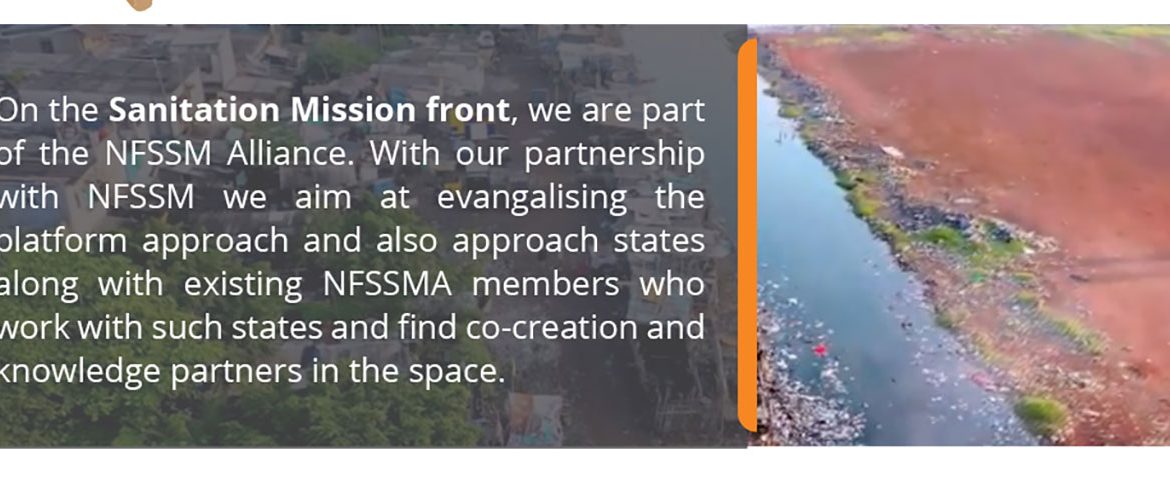 On the Sanitation Mission front, we are part
of the NFSSM Alliance. With our partnership
with NFSSM we aim at evangalising the
platform approach and also approach states
along with existing NFSSMA members who
work with such states and find co-creation and
knowledge partners in the space.